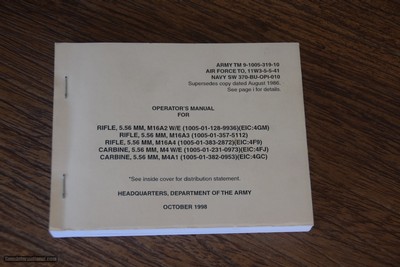 ARMY TM 9-1005-319-10
AIR FORCE TO. 11W3-5-5-41
NAVY SW 370-BU-OPI-010
Supersedes copy dated August 1986.
See page i for details.
OPERATOR'S MANUAL
FOR
RIFLE, 5.56 MM, M16A2 W/E (1005-01-128-9936)(EIC:4GM)
RIFLE, 5.56 MM, M16A3 (1005-01-357-5112)
RIFLE, 5.56 MM, M16A4 (1005-01-383-2872)(EIC:4F9)
CARBINE, 5.56 MM, M4 W/E (1005-01-231-0973)(EIC:4FJ)
CARBINE, 5.56 MM, M4A1 (1005-01-382-0953)(EIC:4GC)
*See inside cover for distribution statement.
HEADQUARTERS, DEPARTMENT OF THE ARMY
OCTOBER 1998